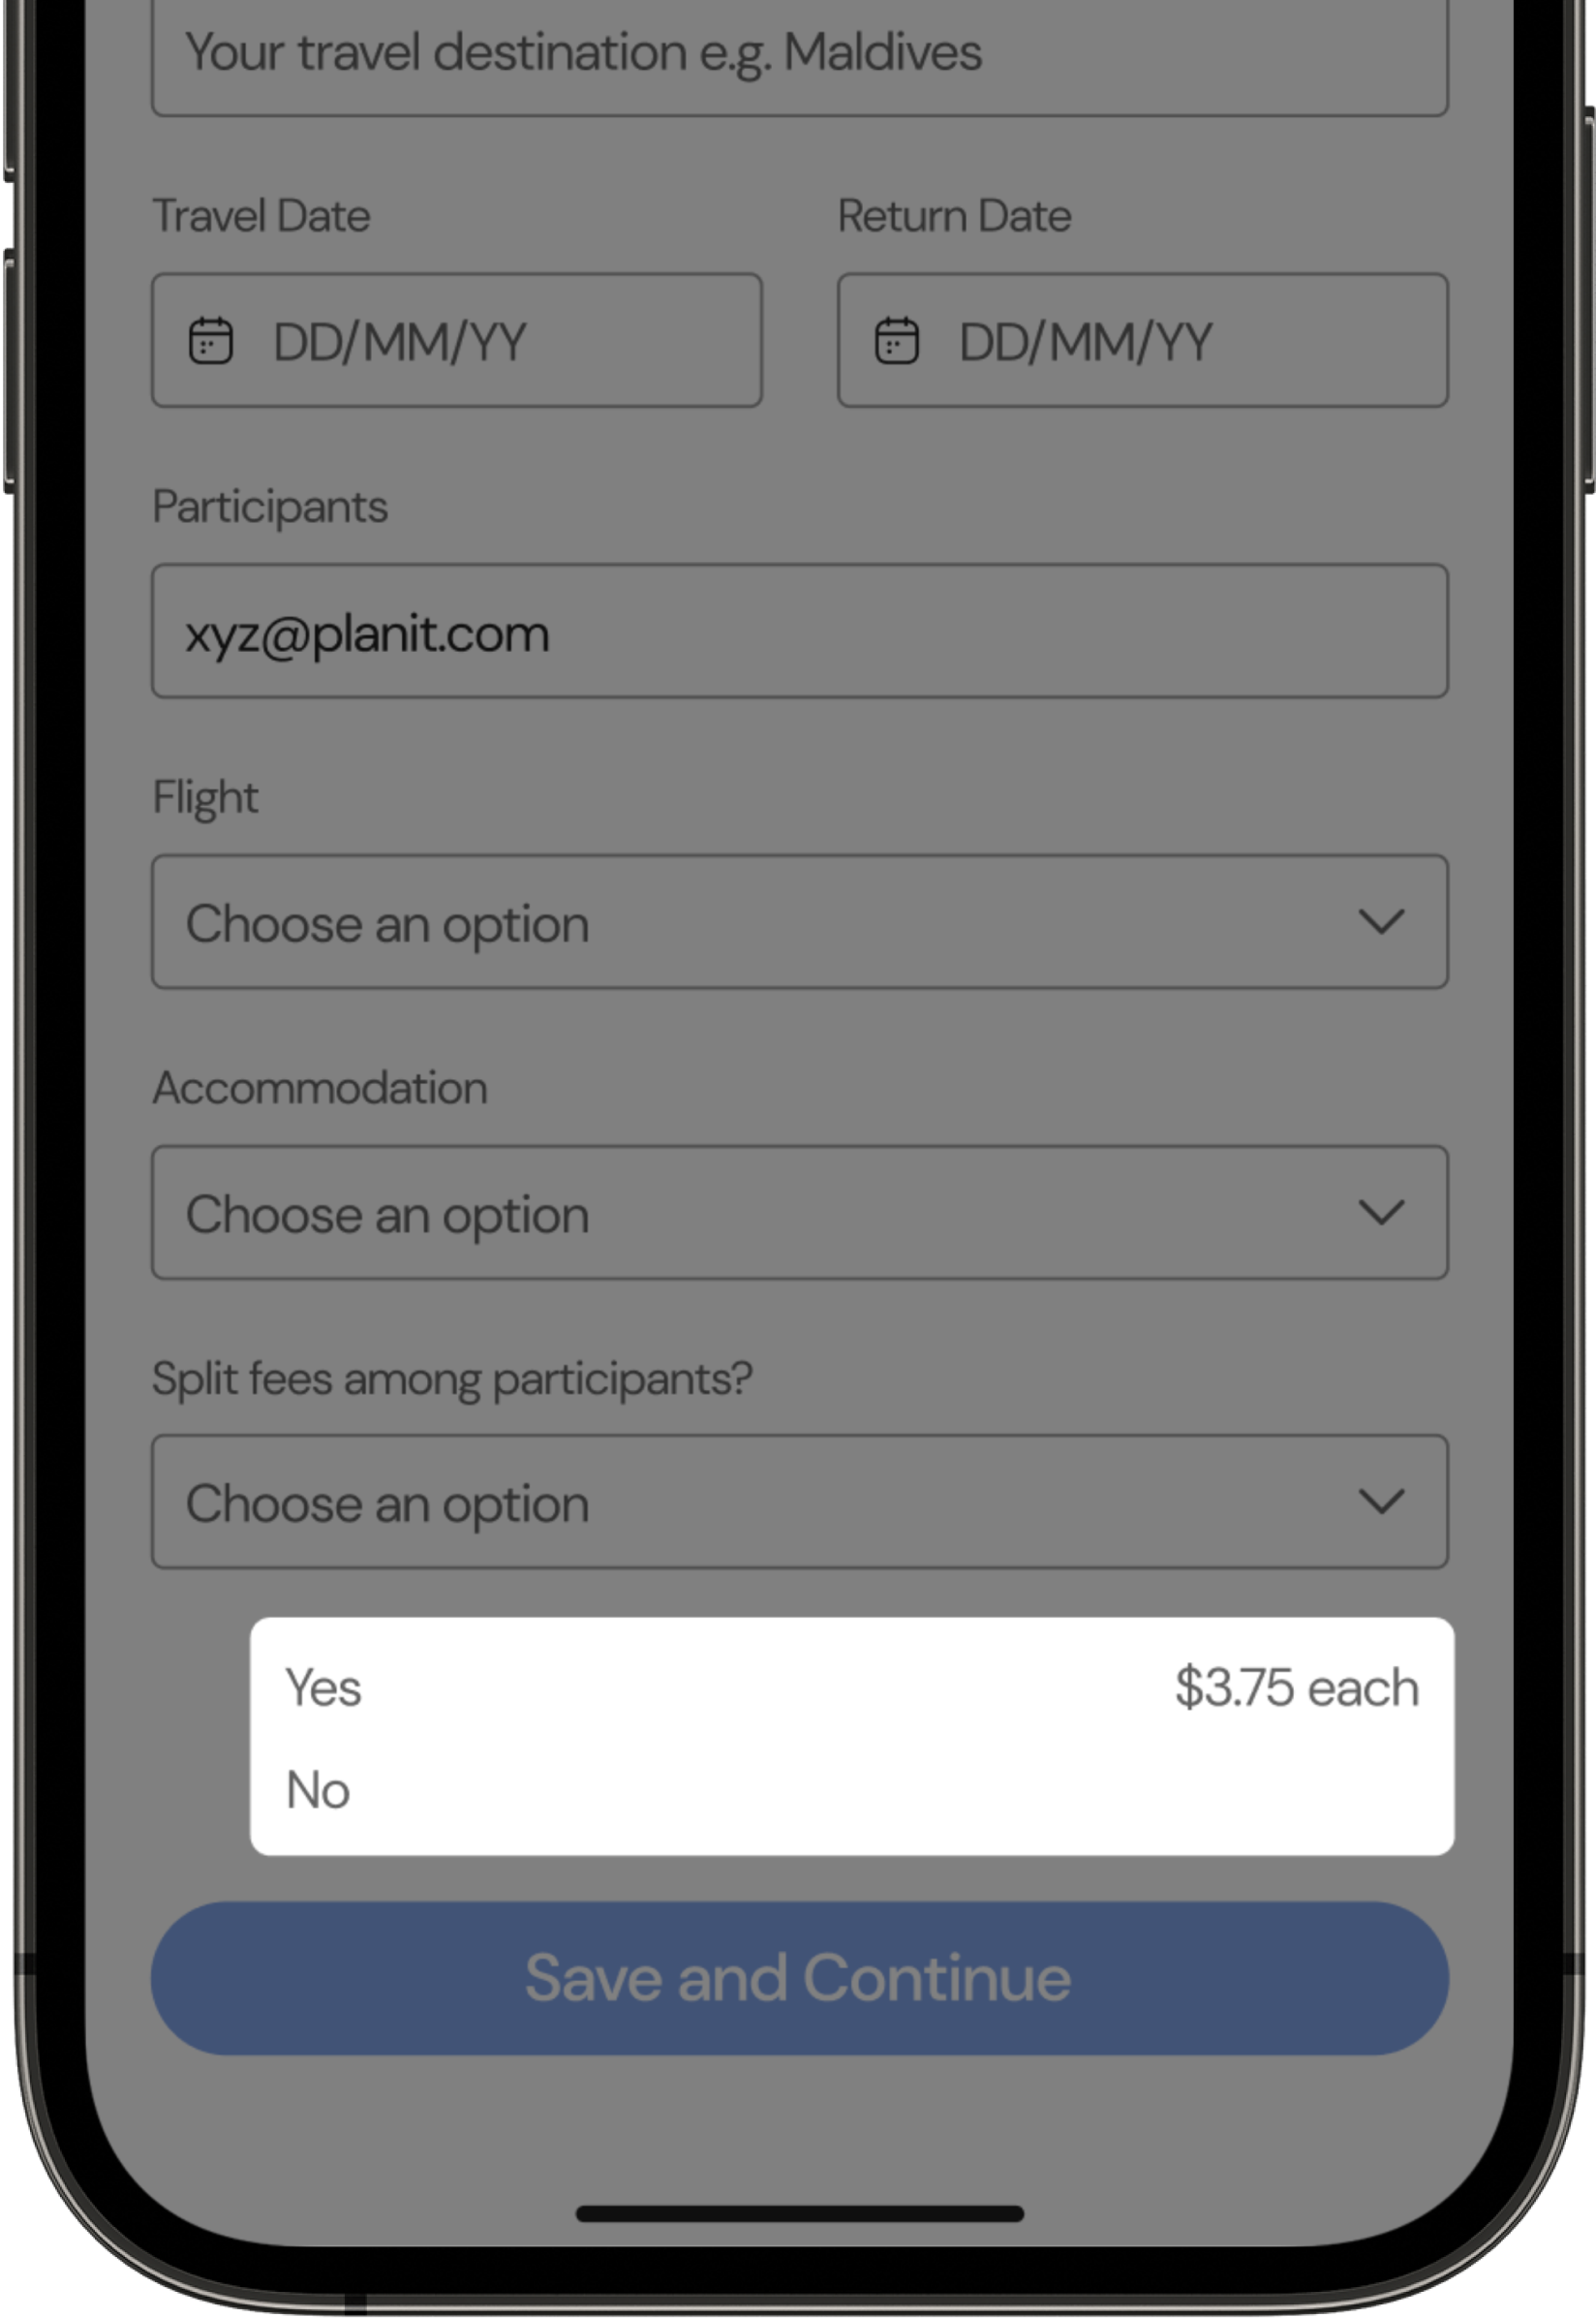 Your travel destination e.g. Maldives
Travel Date
Return Date
DD/MM/YY
DD/MM/YY
Participants
xyz@planit.com
Flight
Choose an option
Accommodation
Choose an option
Split fees among participants?
Choose an option
Yes
$3.75 each
No
Save and Continue